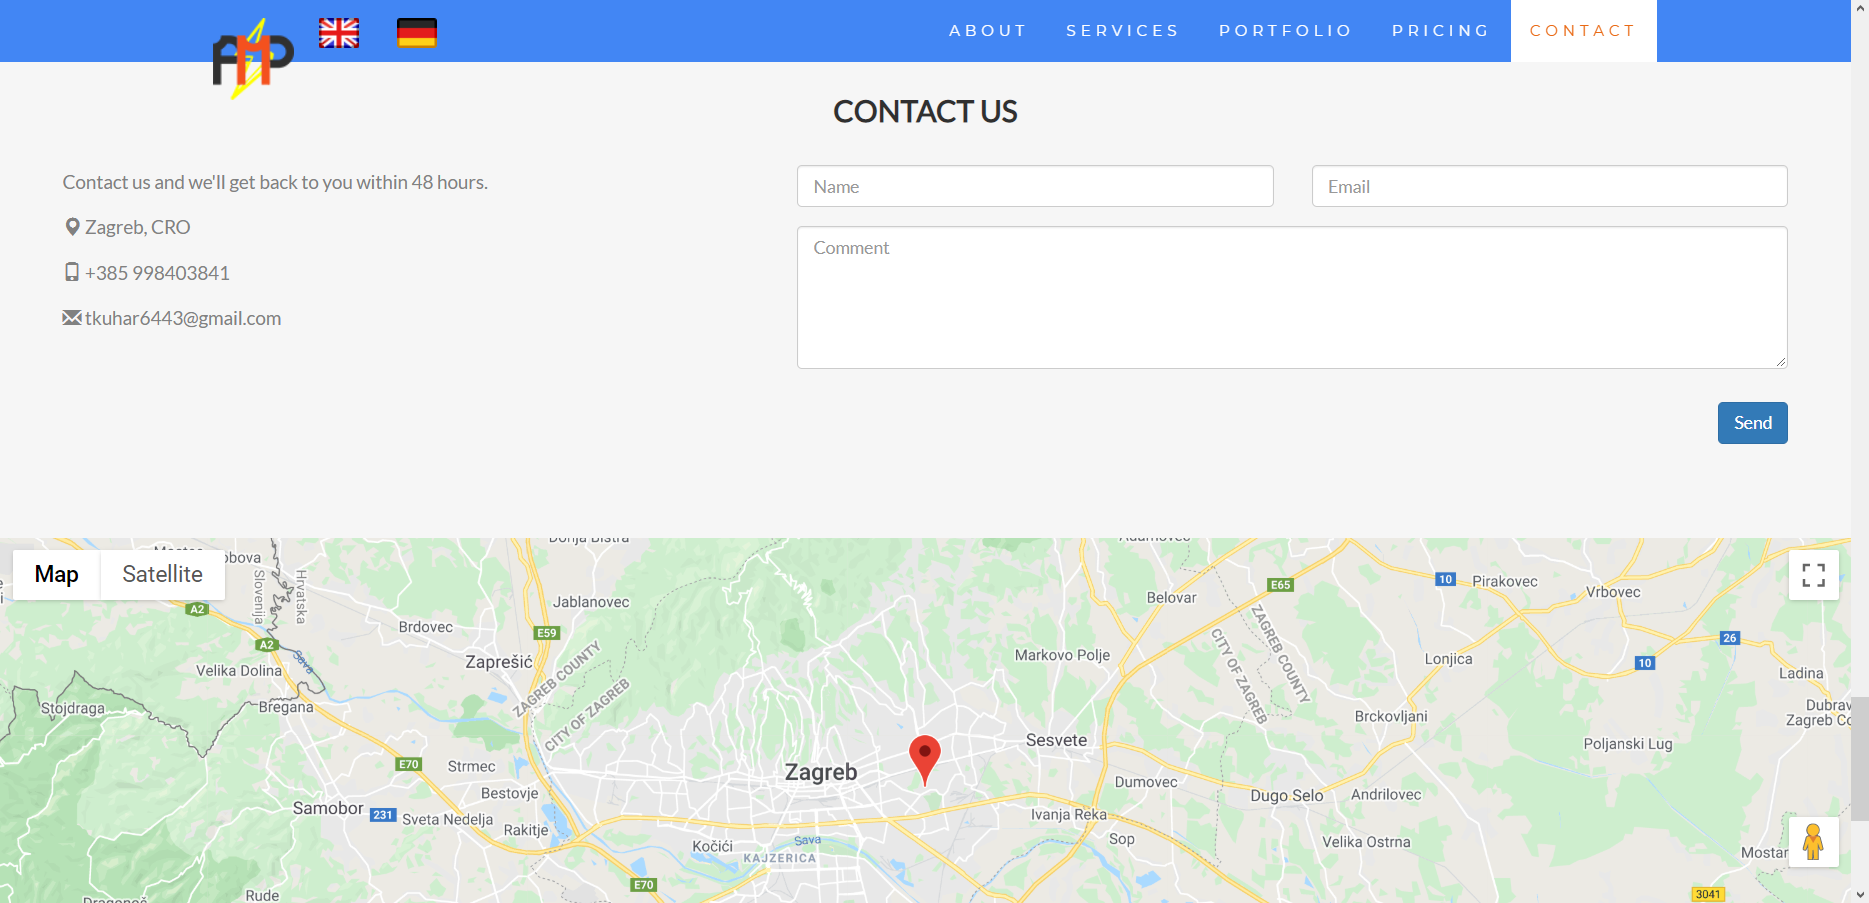 AMP
ABOUT SERVICES PORTFOLIO PRICING CONTACT
CONTACT US
Contact us and we'll get back to you within 48 hours.
Zagreb, CRO
+385 998403841
tkuhar6443@gmail.com
Name Email
Comment
Send
Map Satellite
Slovenija
Hrvatska
A2
A2
Sava
Velika Dolina
Bregana
Stojdraga
Brdovec
Jablanovec
E59
Zaprešić
ZAGREB COUNTY
CITY OF ZAGREB
E65
10
Pirakovec
Vrbovec
Belovar
26
ZAGREB COUNTY
CITY OF ZAGREB
Markovo Polje
Lonjica
10
Ladina
Brckovljani
Sesvete
Poljanski Lug
E70
Strmec
Zagreb
Bestovje
Dumovec
Dugo Selo
Andrilovec
Samobor
231
Sveta Nedelja
Rakitje
Ivanja Reka
Sop
Velika Ostrna
Kočići
Sava
KAJZERICA
E70
Rude
3041